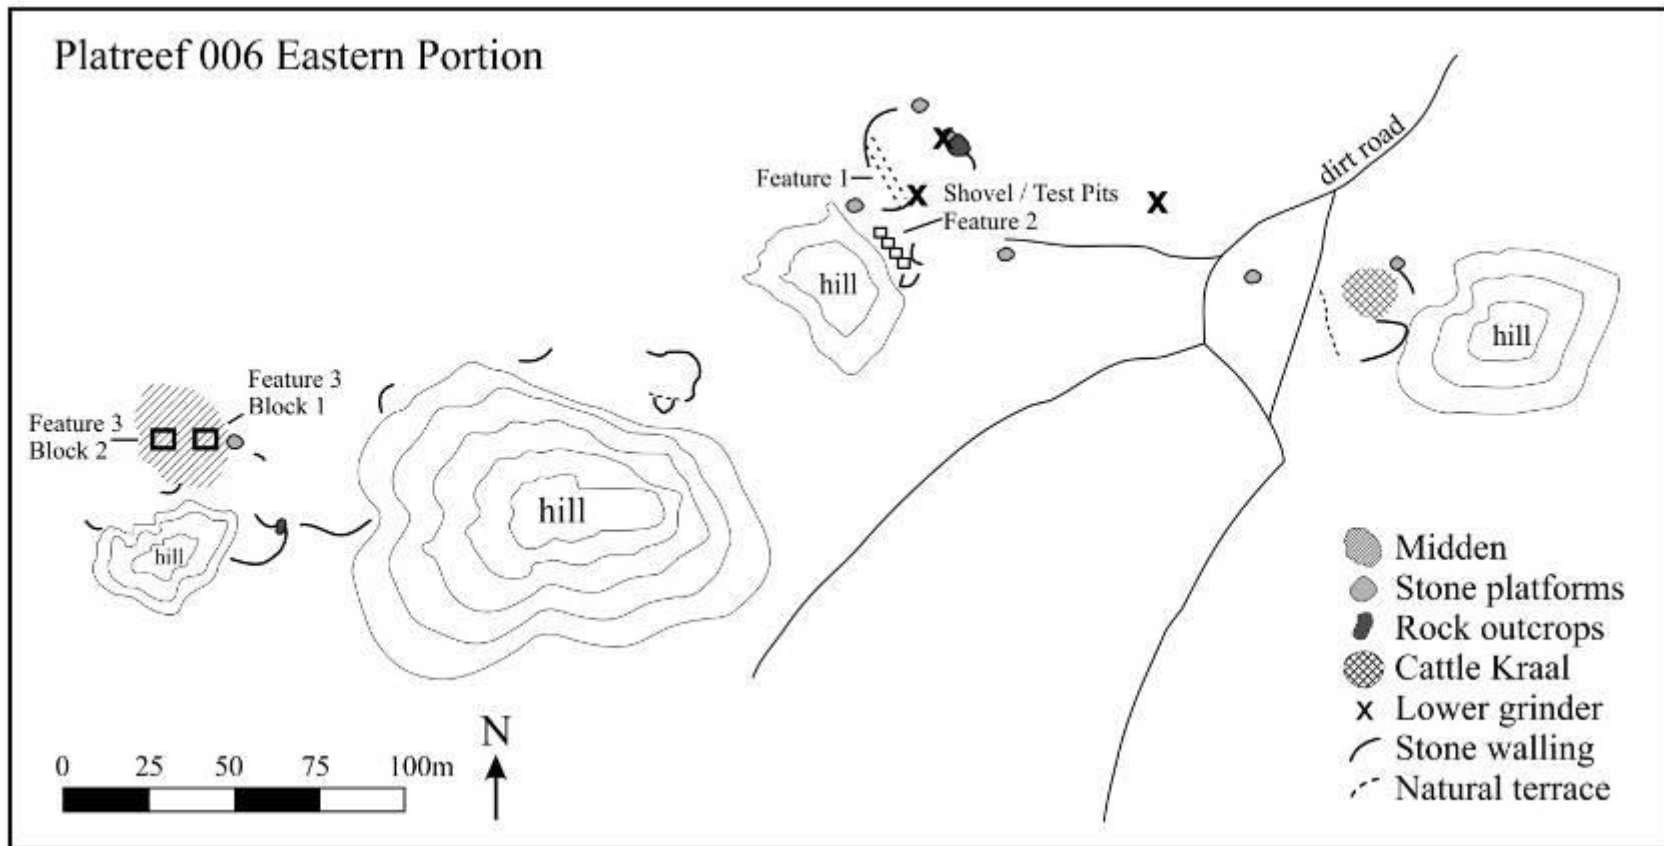 Platreef 006 Eastern Portion
dirt road
Feature 1
Shovel / Test Pits
Feature 2
hill
hill
Feature 3
Block 1
Feature 3
Block 2
hill
hill
Midden
Stone platforms
Rock outcrops
Cattle Kraal
x Lower grinder
Stone walling
Natural terrace
N
0 25 50 75 100m
X
X
X